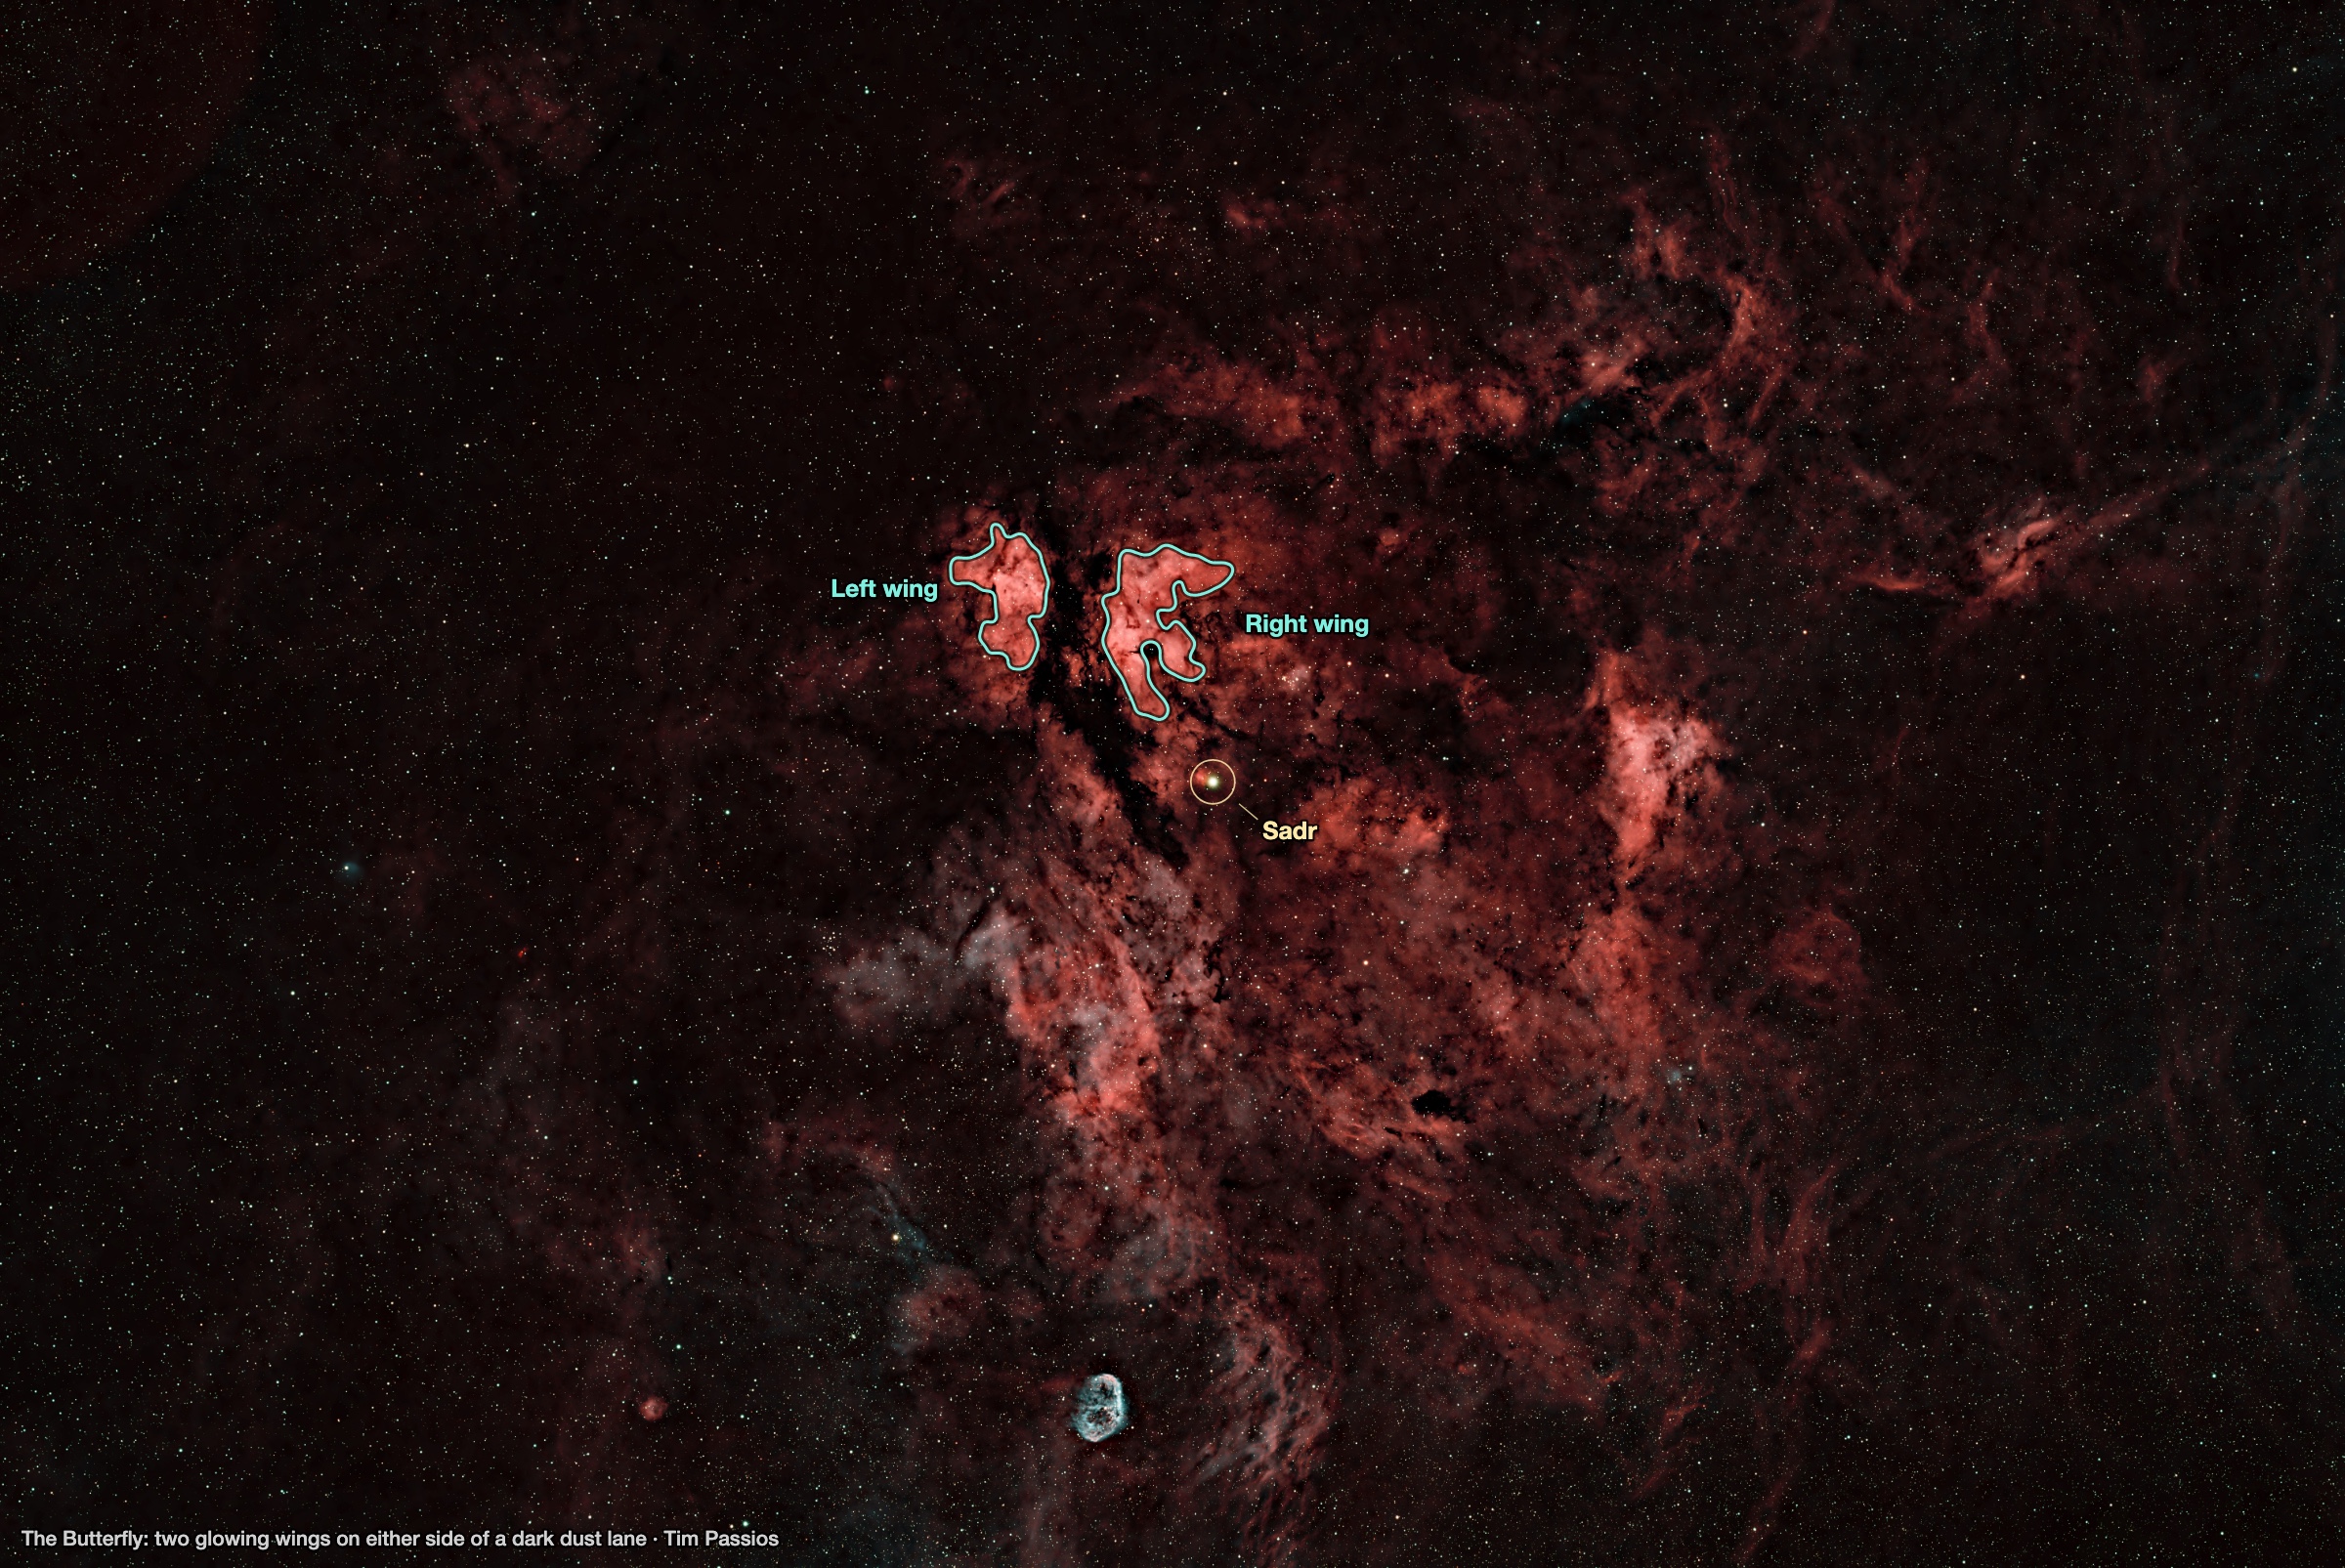 Left wing
Right wing
Sadr
The Butterfly: two glowing wings on either side of a dark dust lane · Tim Passios